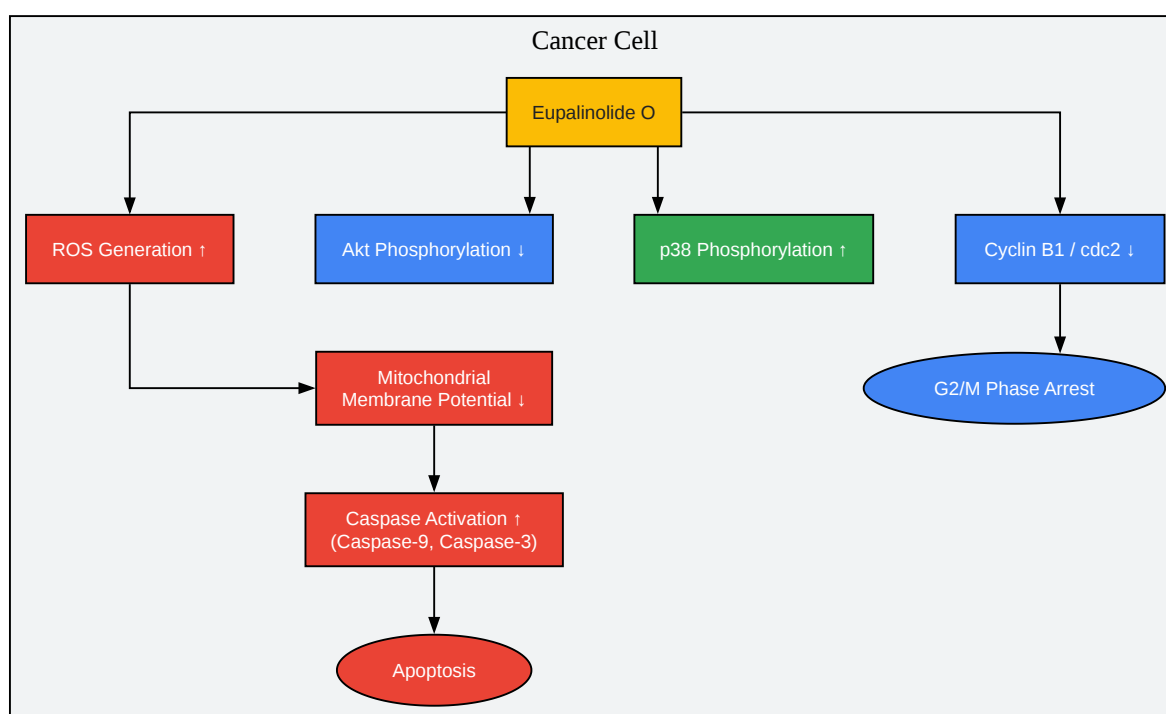 Cancer Cell
Eupalinolide O
ROS Generation ↑
Akt Phosphorylation ↓
p38 Phosphorylation ↑
Cyclin B1 / cdc2 ↓
Mitochondrial
Membrane Potential ↓
G2/M Phase Arrest
Caspase Activation ↑
(Caspase-9, Caspase-3)
Apoptosis